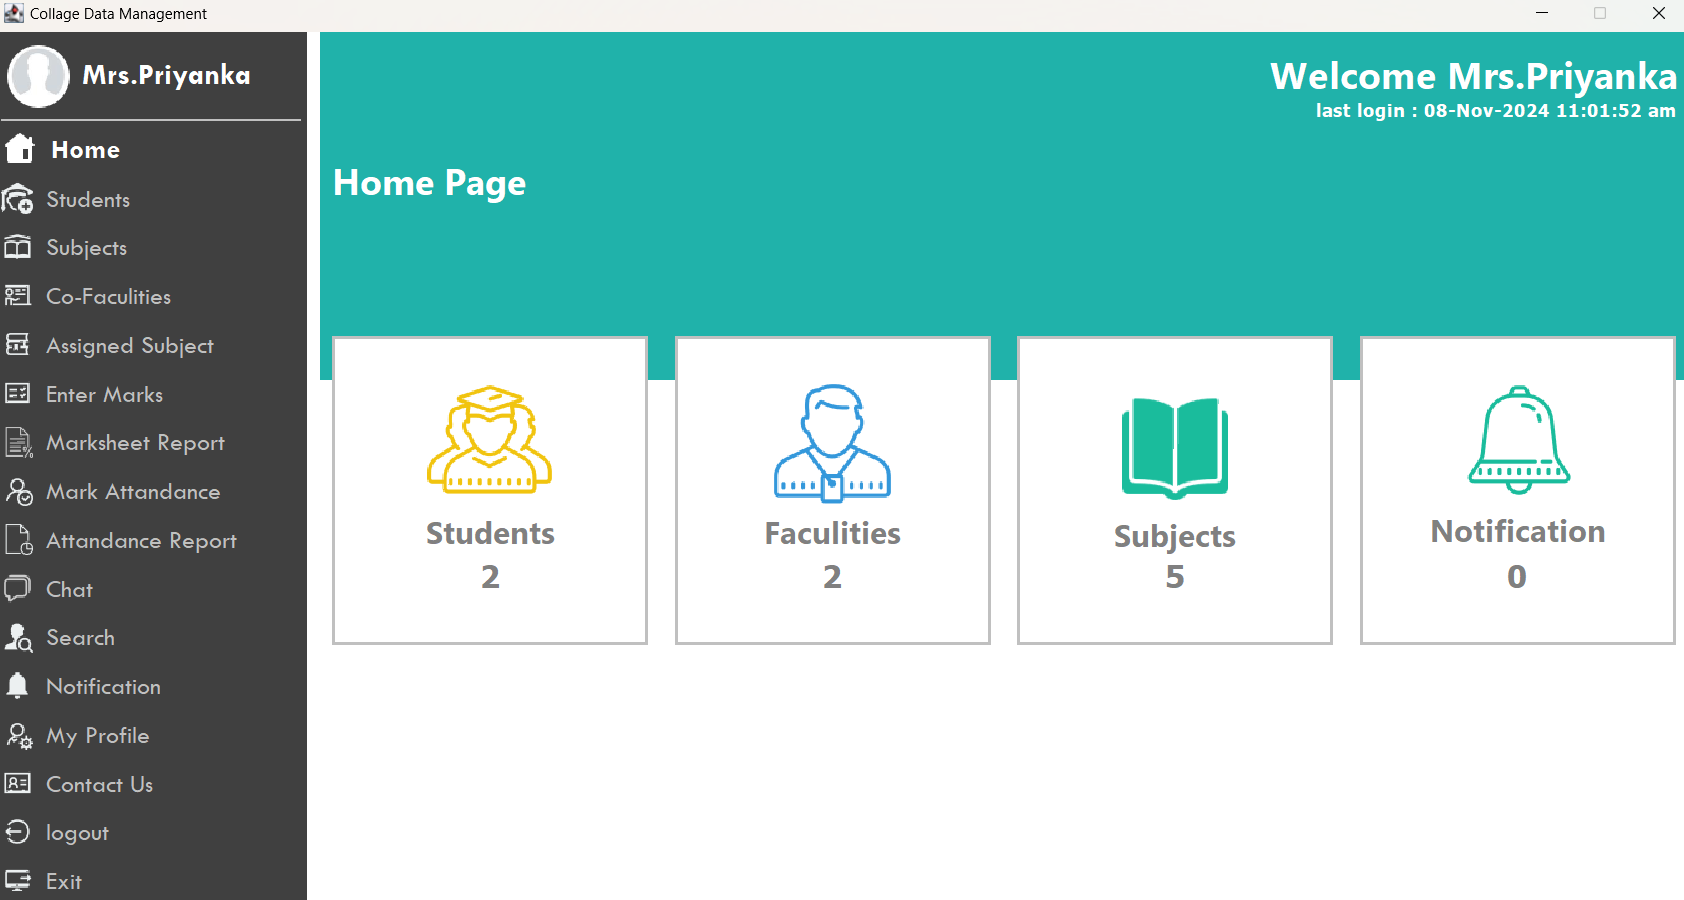 Collage Data Management
Mrs.Priyanka
Home
Students
Subjects
Co-Faculities
Assigned Subject
Enter Marks
Marksheet Report
Mark Attandance
Attandance Report
Chat
Search
Notification
My Profile
Contact Us
logout
Exit
Welcome Mrs.Priyanka
last login : 08-Nov-2024 11:01:52 am
Home Page
Students
2
Faculities
2
Subjects
5
Notification
0